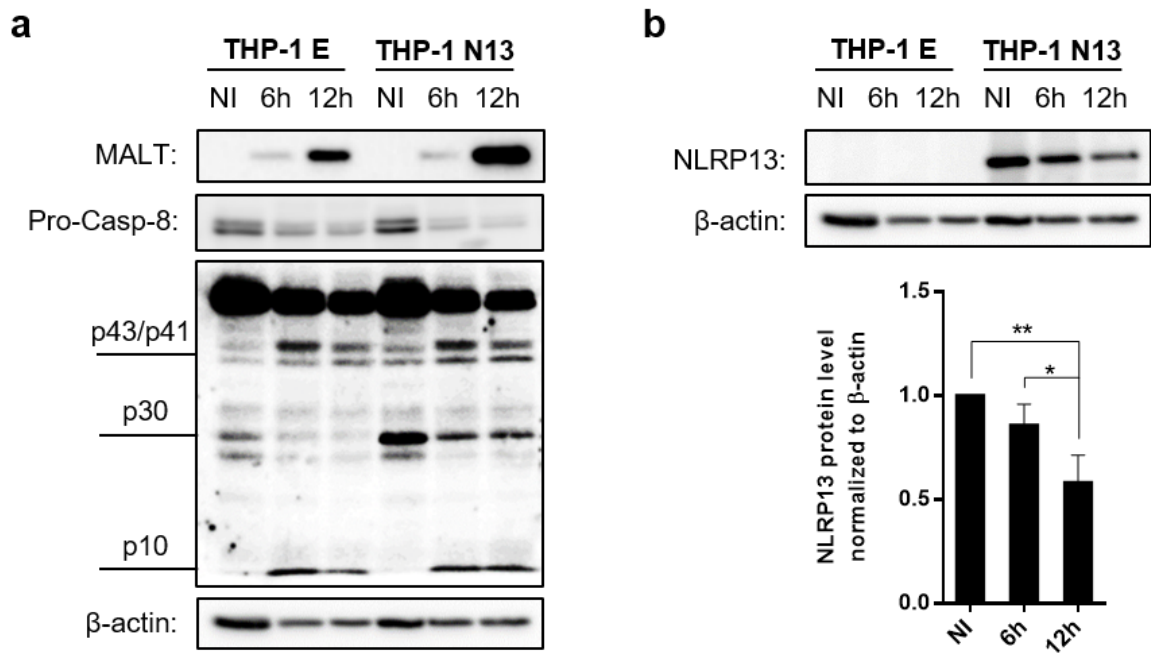 a
THP-1 E THP-1 N13
NI 6h 12h NI 6h 12h
MALT:
Pro-Casp-8:
p43/p41
p30
p10
β-actin:
b
THP-1 E THP-1 N13
NI 6h 12h NI 6h 12h
NLRP13:
β-actin:
NLRP13 protein level
normalized to β-actin
1.5
1.0
0.5
0.0
**
*
NI 6h 12h